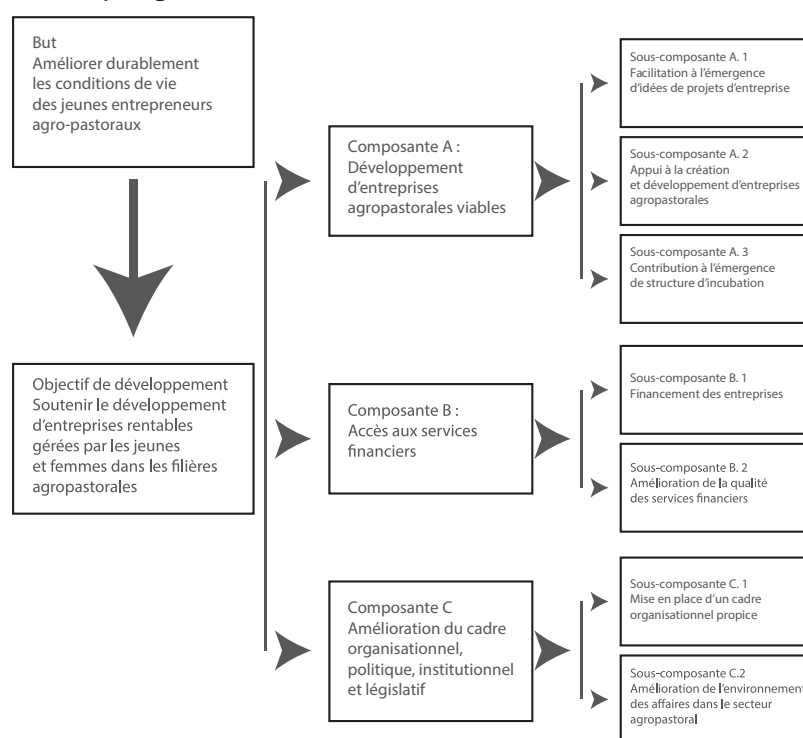 But
Améliorer durablement
les conditions de vie
des jeunes entrepreneurs
agro-pastoraux
Objectif de développement
Soutenir le développement
d'entreprises rentables
gérées par les jeunes
et femmes dans les filières
agropastorales
Composante A :
Développement
d'entreprises
agropastorales viables
Sous-composante A. 1
Facilitation à l'émergence
d'idées de projets d'entreprise
Sous-composante A. 2
Appui à la création
et développement d'entreprises
agropastorales
Sous-composante A. 3
Contribution à l'émergence
de structure d'incubation
Composante B :
Accès aux services
financiers
Sous-composante B. 1
Financement des entreprises
Sous-composante B. 2
Amélioration de la qualité
des services financiers
Composante C
Amélioration du cadre
organisationnel,
politique, institutionnel
et législatif
Sous-composante C. 1
Mise en place d'un cadre
organisationnel propice
Sous-composante C.2
Amélioration de l'environnement
des affaires dans le secteur
agropastoral